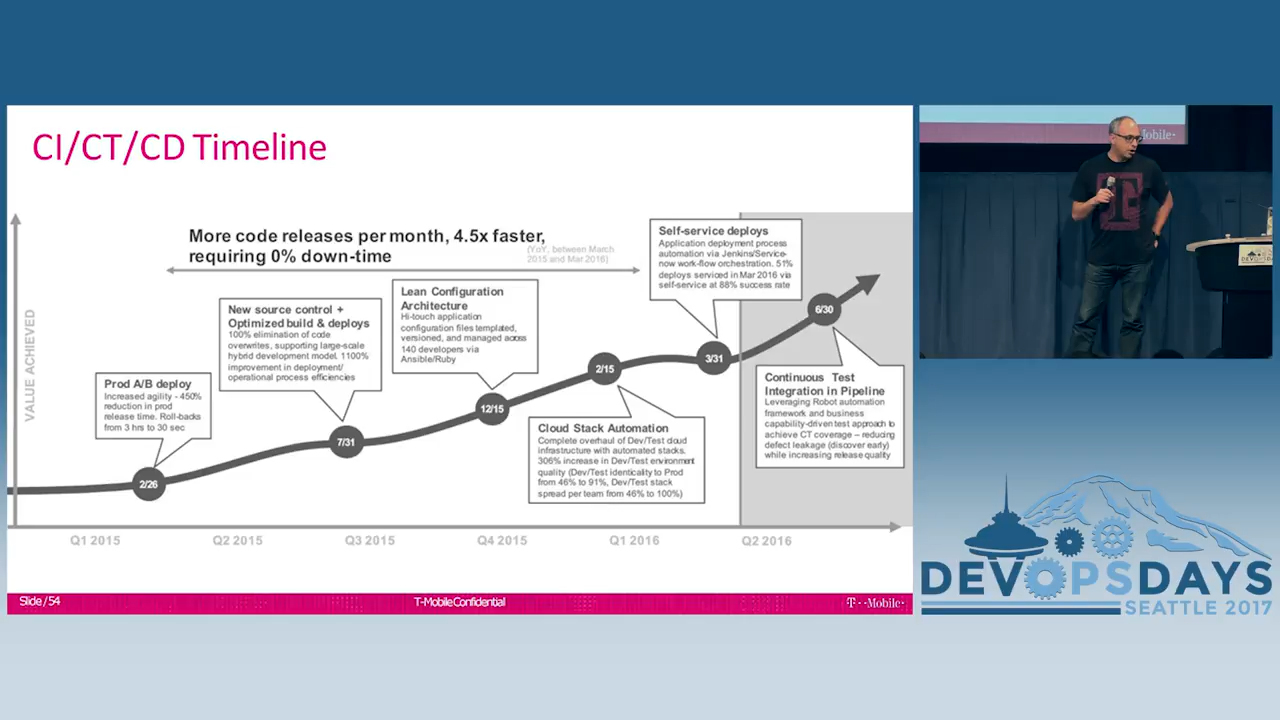 CI/CT/CD Timeline
More code releases per month, 4.5x faster,
requiring 0% down-time
(YoY, between March
2015 and Mar 2016)
VALUE ACHIEVED
Prod A/B deploy
Increased agility - 450%
reduction in prod
release time. Roll-backs
from 3 hrs to 30 sec
2/26
New source control +
Optimized build & deploys
100% elimination of code
overwrites, supporting large-scale
hybrid development model. 1100%
improvement in deployment/
operational process efficiencies
7/31
Lean Configuration
Architecture
Hi-touch application
configuration files templated,
versioned, and managed across
140 developers via
Ansible/Ruby
12/15
2/15
Cloud Stack Automation
Complete overhaul of Dev/Test cloud
infrastructure with automated stacks.
306% increase in Dev/Test environment
quality (Dev/Test identicality to Prod
from 46% to 91%, Dev/Test stack
spread per team from 46% to 100%)
Self-service deploys
Application deployment process
automation via Jenkins/Service-
now work-flow orchestration. 51%
deploys serviced in Mar 2016 via
self-service at 88% success rate
3/31
6/30
Continuous Test
Integration in Pipeline
Leveraging Robot automation
framework and business
capability-driven test approach to
achieve CT coverage – reducing
defect leakage (discover early)
while increasing release quality
Q1 2015
Q2 2015
Q3 2015
Q4 2015
Q1 2016
Q2 2016
Slide / 54
T-Mobile Confidential
T··Mobile·
Mobile·
T
DEVOPSDAYS
SEATTLE 2017